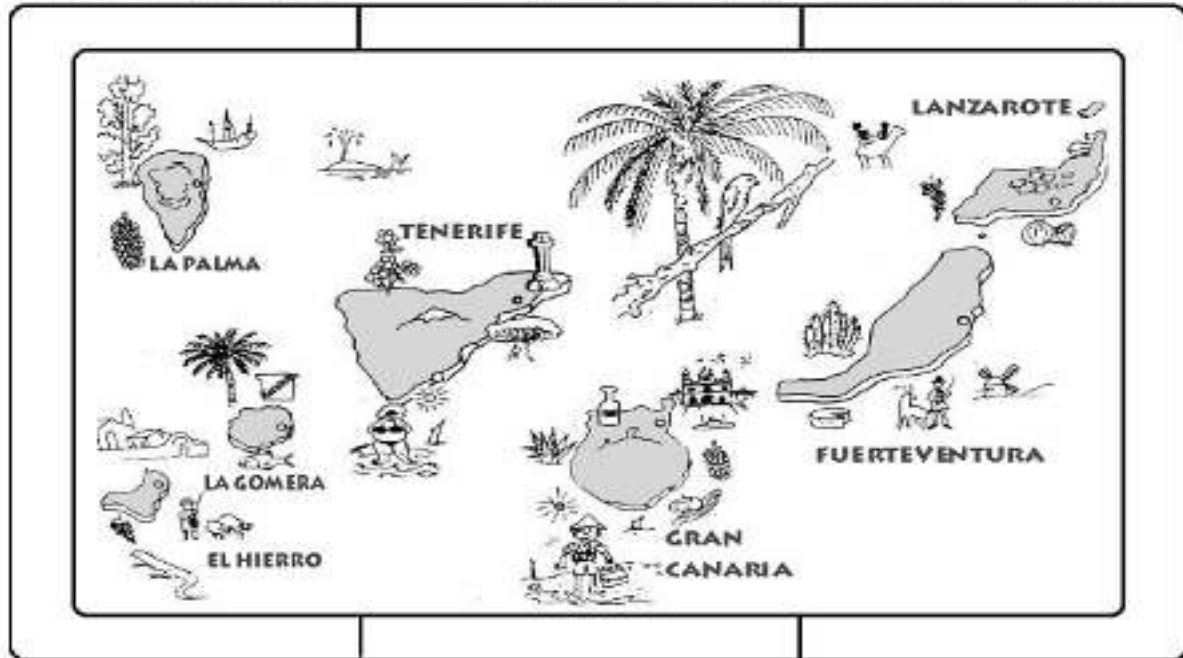 LANZAROTE
TENERIFE
LA PALMA
FUERTEVENTURA
LA GOMERA
GRAN
CANARIA
EL HIERRO